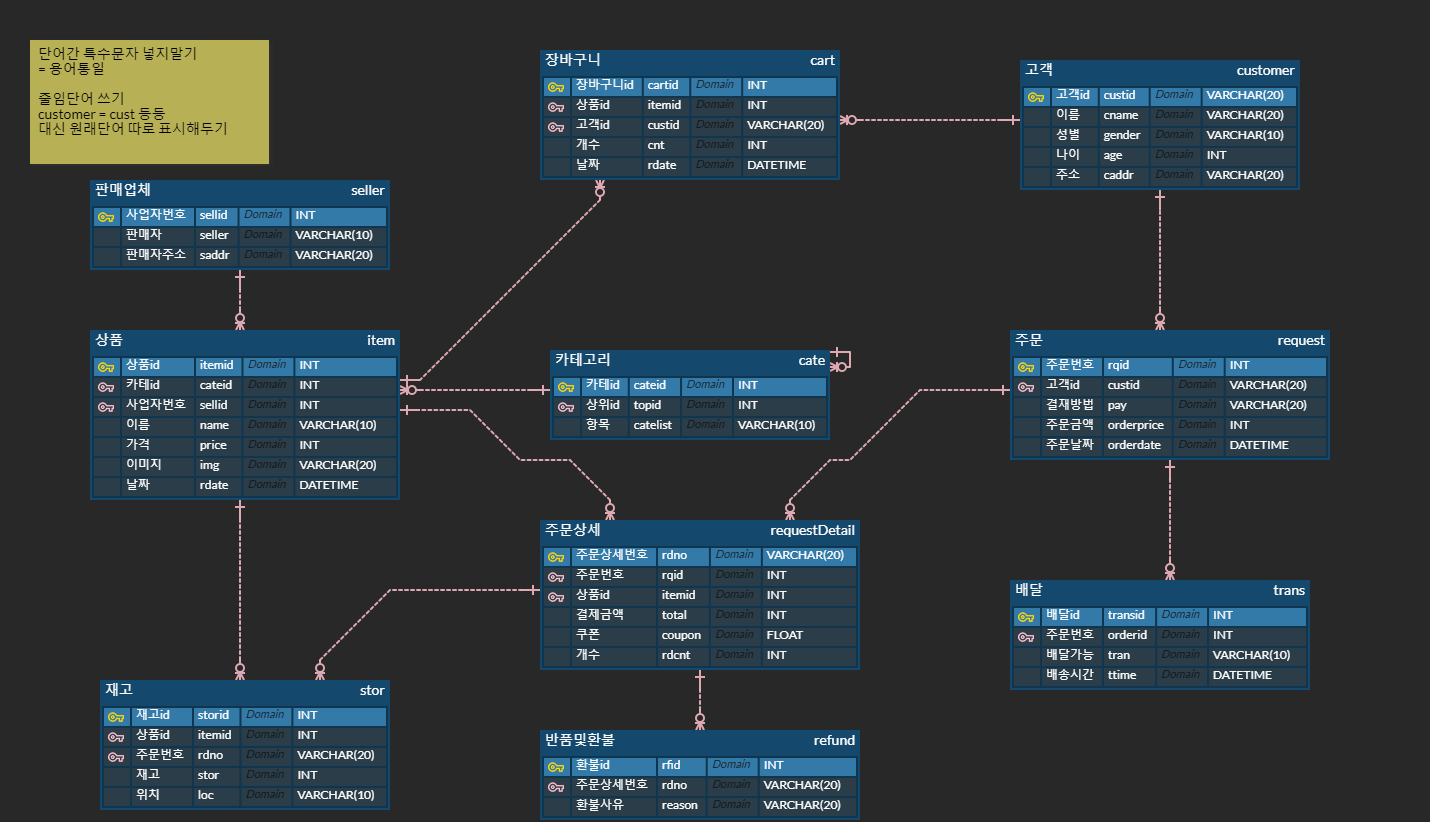 단어간 특수문자 넣지말기
= 용어통일
줄임단어 쓰기
customer = cust 등등
대신 원래단어 따로 표시해두기
장바구니 cart
장바구니id cartid Domain INT
상품id itemid Domain INT
고객id custid Domain VARCHAR(20)
개수 cnt Domain INT
날짜 rdate Domain DATETIME
고객 customer
고객id custid Domain VARCHAR(20)
이름 cname Domain VARCHAR(20)
성별 gender Domain VARCHAR(10)
나이 age Domain INT
주소 caddr Domain VARCHAR(20)
판매업체 seller
사업자번호 sellid Domain INT
판매자 seller Domain VARCHAR(10)
판매자주소 saddr Domain VARCHAR(20)
상품 item
상품id itemid Domain INT
카테id cateid Domain INT
사업자번호 sellid Domain INT
이름 name Domain VARCHAR(10)
가격 price Domain INT
이미지 img Domain VARCHAR(20)
날짜 rdate Domain DATETIME
카테고리 cate
카테id cateid Domain INT
상위id topid Domain INT
항목 catelist Domain VARCHAR(10)
주문 request
주문번호 rqid Domain INT
고객id custid Domain VARCHAR(20)
결재방법 pay Domain VARCHAR(20)
주문금액 orderprice Domain INT
주문날짜 orderdate Domain DATETIME
주문상세 requestDetail
주문상세번호 rdno Domain VARCHAR(20)
주문번호 rqid Domain INT
상품id itemid Domain INT
결제금액 total Domain INT
쿠폰 coupon Domain FLOAT
개수 rdcnt Domain INT
배달 trans
배달id transid Domain INT
주문번호 orderid Domain INT
배달가능 tran Domain VARCHAR(10)
배송시간 ttime Domain DATETIME
재고 stor
재고id storid Domain INT
상품id itemid Domain INT
주문번호 rdno Domain VARCHAR(20)
재고 stor Domain INT
위치 loc Domain VARCHAR(10)
반품및환불 refund
환불id rfid Domain INT
주문상세번호 rdno Domain VARCHAR(20)
환불사유 reason Domain VARCHAR(20)